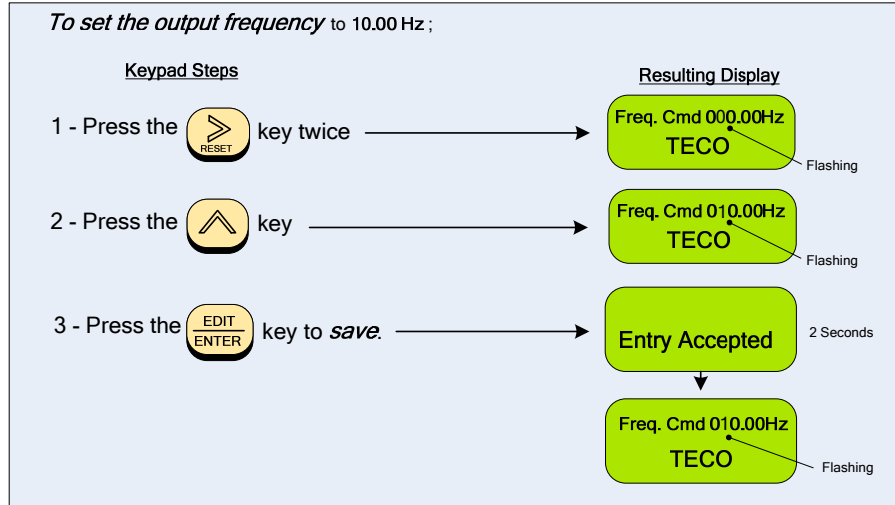 To set the output frequency to 10.00 Hz ;
Keypad Steps
Resulting Display
1 - Press the RESET key twice
Freq. Cmd 000.00Hz
TECO
Flashing
2 - Press the key
Freq. Cmd 010.00Hz
TECO
Flashing
3 - Press the EDIT ENTER key to save.
Entry Accepted
2 Seconds
Freq. Cmd 010.00Hz
TECO
Flashing